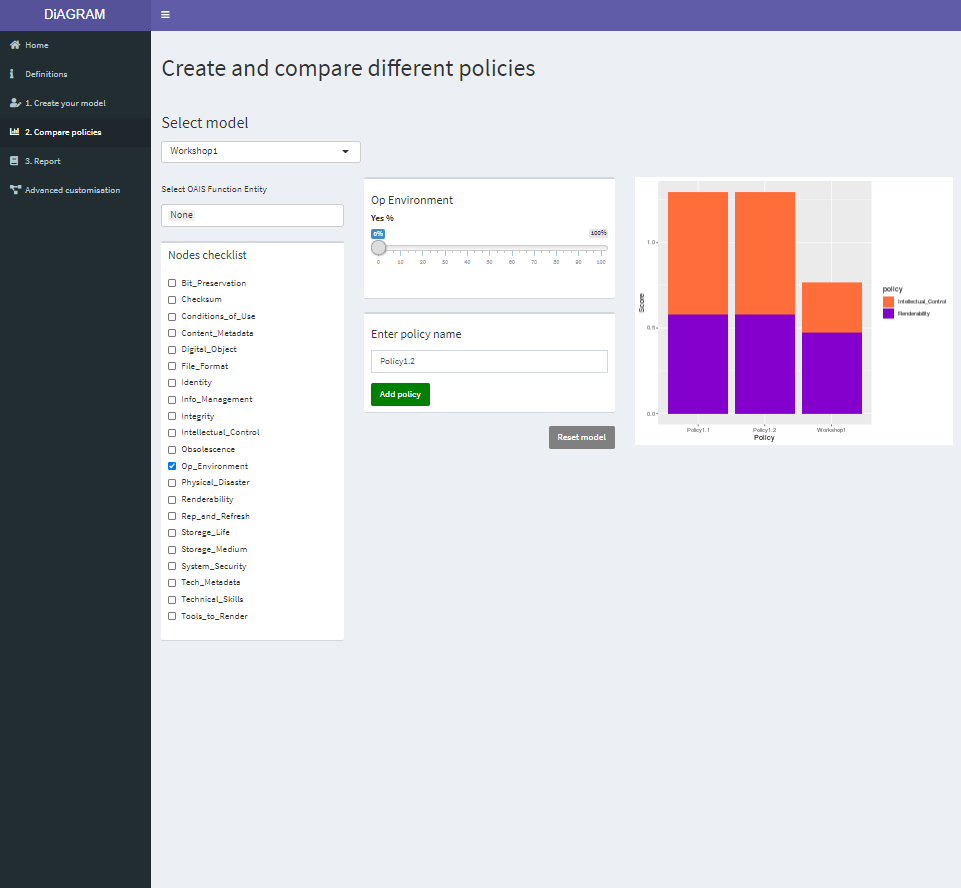 DiAGRAM
Home
Definitions
1. Create your model
2. Compare policies
3. Report
Advanced customisation
Create and compare different policies
Select model
Workshop1
Select OAIS Function Entity
None
Nodes checklist
Bit_Preservation
Checksum
Conditions_of_Use
Content_Metadata
Digital_Object
File_Format
Identity
Info_Management
Integrity
Intellectual_Control
Obsolescence
Op_Environment
Physical_Disaster
Renderability
Rep_and_Refresh
Storage_Life
Storage_Medium
System_Security
Tech_Metadata
Technical_Skills
Tools_to_Render
Op Environment
Yes %
0% 100%
0 10 20 30 40 50 60 70 80 90 100
Enter policy name
Policy1.2
Add policy
Reset model
1.0
0.5
0.0
Score
Policy1.1 Policy1.2 Workshop1
Policy
policy
Intellectual_Control
Renderability